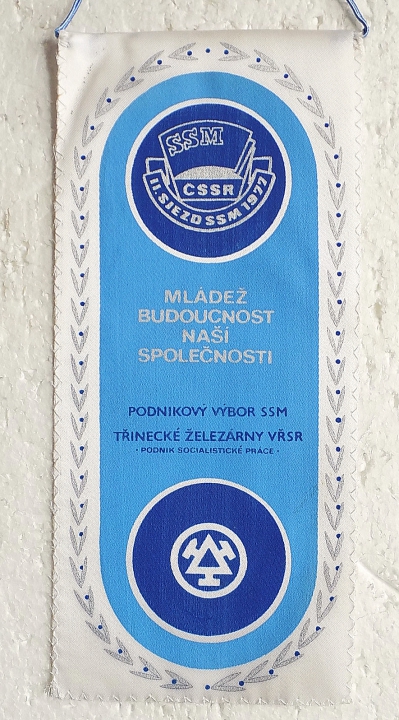 SSM
ČSSR
II. SJEZD SSM 1977
MLÁDEŽ
BUDOUCNOST
NAŠÍ
SPOLEČNOSTI
PODNIKOVÝ VÝBOR SSM
TŘINECKÉ ŽELEZÁRNY VŘSR
· PODNIK SOCIALISTICKÉ PRÁCE ·